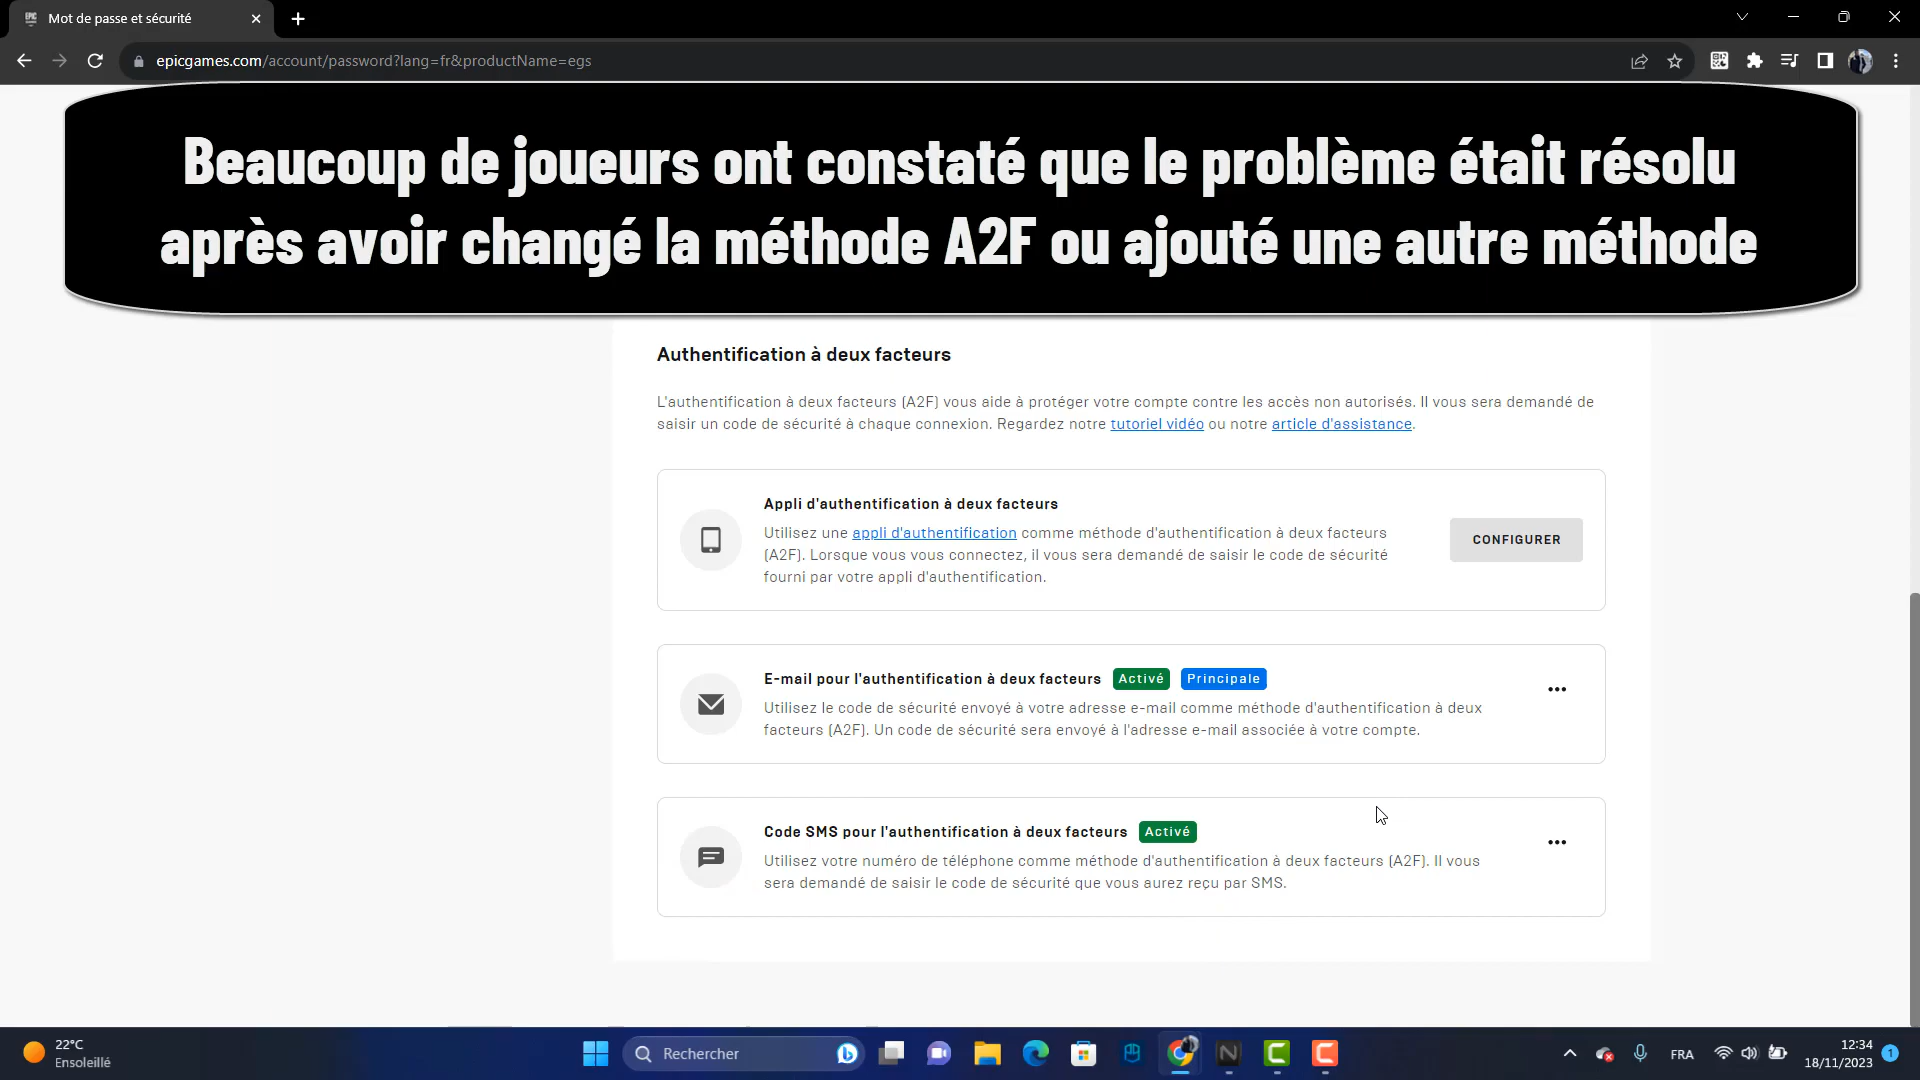 Mot de passe et sécurité
epicgames.com/account/password?lang=fr&productName=egs
Beaucoup de joueurs ont constaté que le problème était résolu
après avoir changé la méthode A2F ou ajouté une autre méthode
Authentification à deux facteurs
L'authentification à deux facteurs (A2F) vous aide à protéger votre compte contre les accès non autorisés. Il vous sera demandé de
saisir un code de sécurité à chaque connexion. Regardez notre tutoriel vidéo ou notre article d'assistance.
Appli d'authentification à deux facteurs
Utilisez une appli d'authentification comme méthode d'authentification à deux facteurs
(A2F). Lorsque vous vous connectez, il vous sera demandé de saisir le code de sécurité
fourni par votre appli d'authentification.
CONFIGURER
E-mail pour l'authentification à deux facteurs Activé Principale
Utilisez le code de sécurité envoyé à votre adresse e-mail comme méthode d'authentification à deux
facteurs (A2F). Un code de sécurité sera envoyé à l'adresse e-mail associée à votre compte.
Code SMS pour l'authentification à deux facteurs Activé
Utilisez votre numéro de téléphone comme méthode d'authentification à deux facteurs (A2F). Il vous
sera demandé de saisir le code de sécurité que vous aurez reçu par SMS.
22°C
Ensoleillé
Rechercher
FRA
12:34
18/11/2023
1